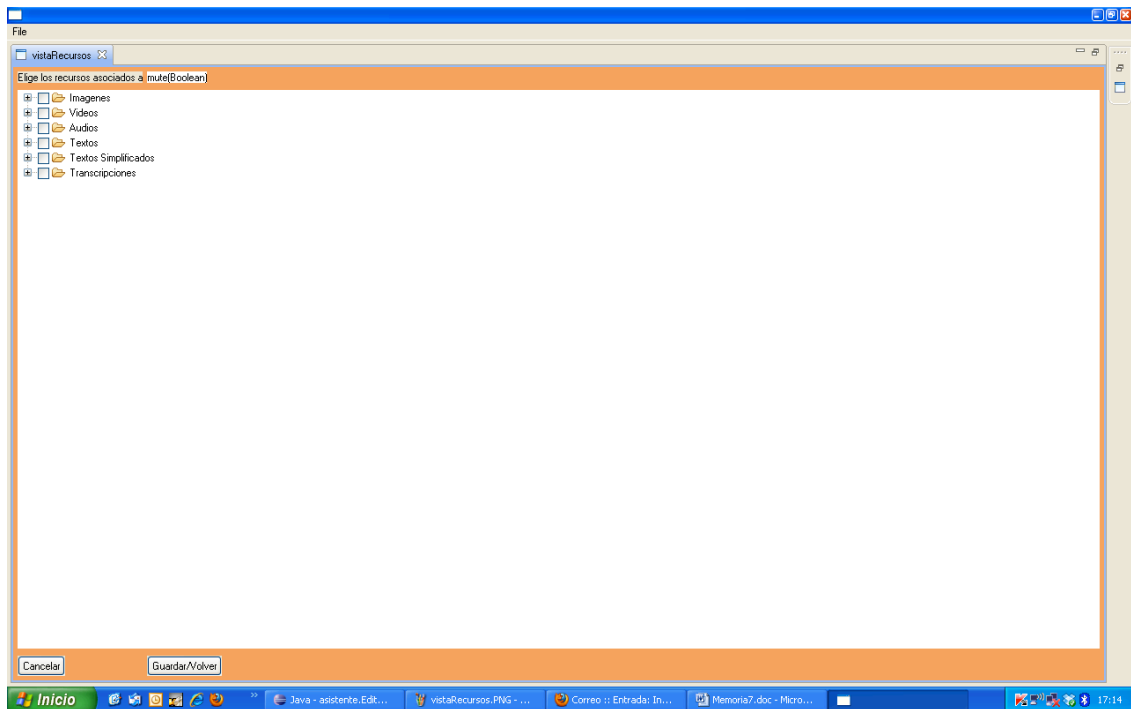 File
vistaRecursos
Elige los recursos asociados a mute(Boolean)
Imagenes
Videos
Audios
Textos
Textos Simplificados
Transcripciones
Cancelar Guardar/Volver
Inicio » Java - asistente.Edit... vistaRecursos.PNG - ... Correo :: Entrada: In... Memoria7.doc - Micro... 17:14